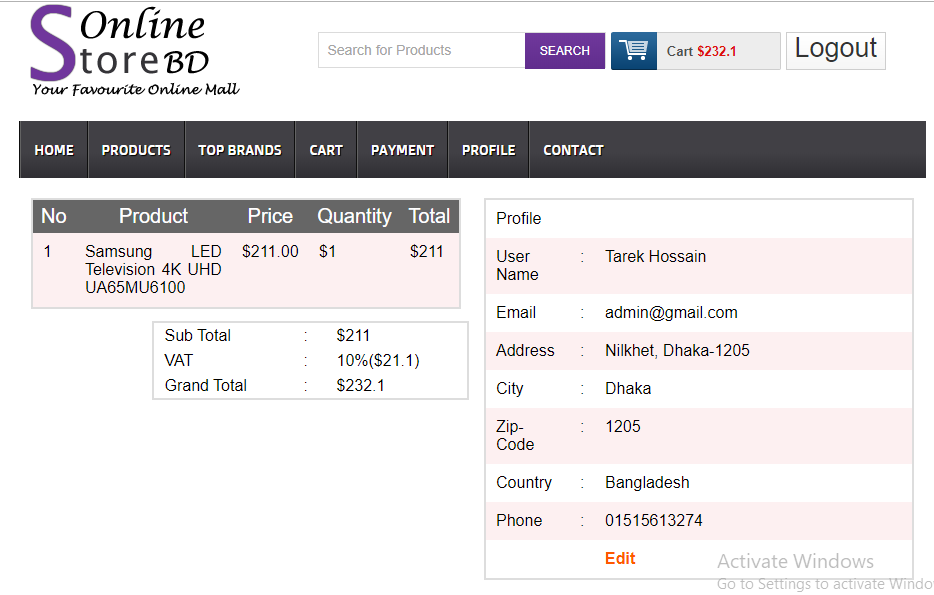 Online
StoreBD
Your Favourite Online Mall
Search for Products SEARCH Cart $232.1 Logout
HOME PRODUCTS TOP BRANDS CART PAYMENT PROFILE CONTACT
No Product Price Quantity Total
1 Samsung LED $211.00 $1 $211
Television 4K UHD
UA65MU6100
Sub Total : $211
VAT : 10%($21.1)
Grand Total : $232.1
Profile
User : Tarek Hossain
Name
Email : admin@gmail.com
Address : Nilkhet, Dhaka-1205
City : Dhaka
Zip- : 1205
Code
Country : Bangladesh
Phone : 01515613274
Edit
Activate Windows
Go to Settings to activate Windo